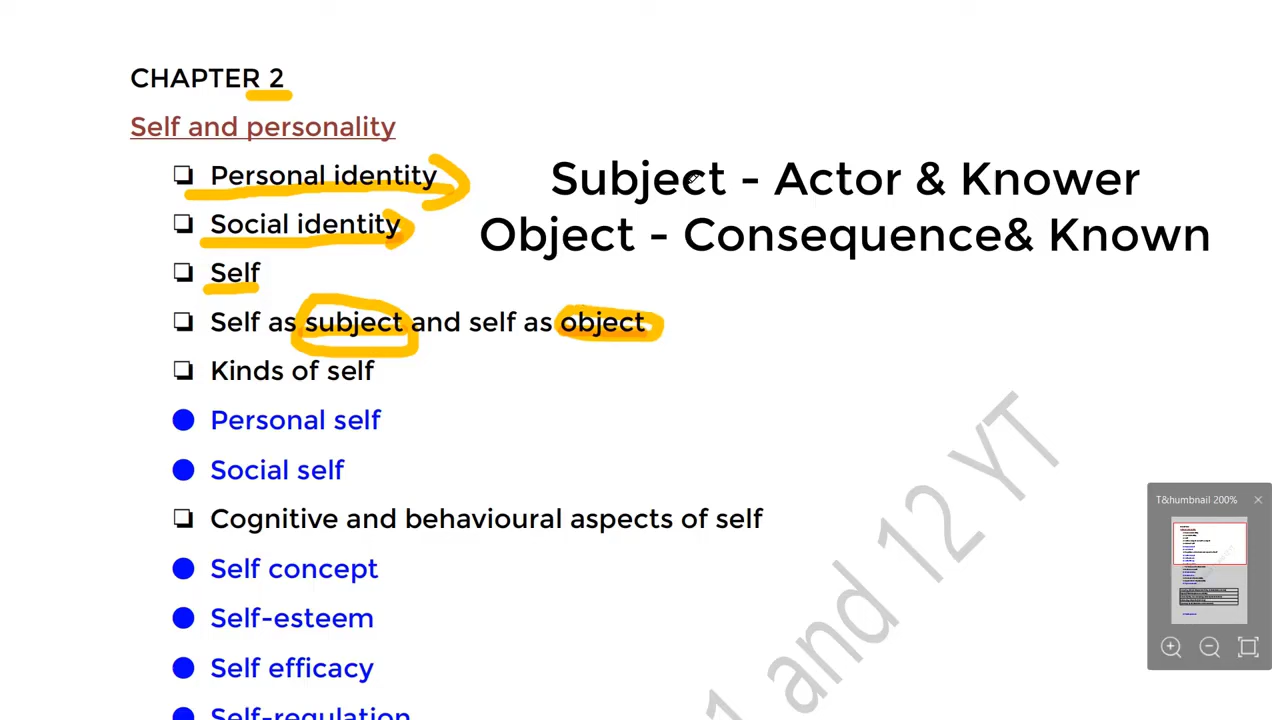 CHAPTER 2
Self and personality
❏ Personal identity
❏ Social identity
Subject - Actor & Knower
Object - Consequence& Known
❏ Self
❏ Self as subject and self as object
❏ Kinds of self
● Personal self
● Social self
❏ Cognitive and behavioural aspects of self
● Self concept
● Self-esteem
● Self efficacy
● Self-regulation
1 and 12 YT
T&humbnail 200%